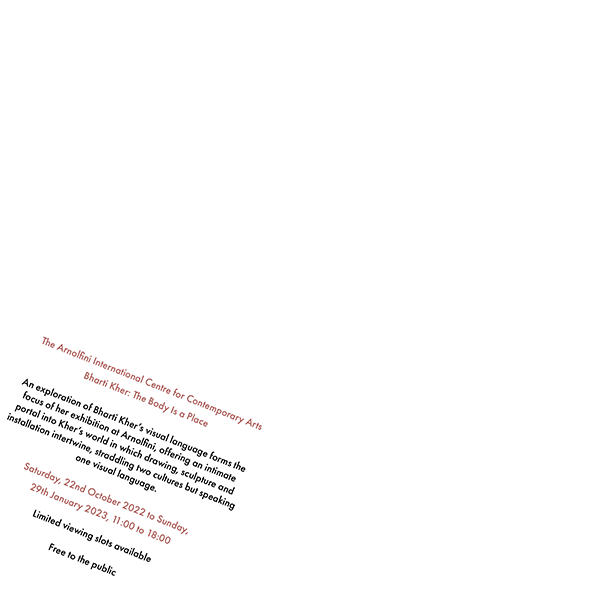 The Arnolfini International Centre for Contemporary Arts
Bharti Kher: The Body Is a Place
An exploration of Bharti Kher's visual language forms the
focus of her exhibition at Arnolfini, offering an intimate
portal into Kher's world in which drawing, sculpture and
installation intertwine, straddling two cultures but speaking
one visual language.
Saturday, 22nd October 2022 to Sunday,
29th January 2023, 11:00 to 18:00
Limited viewing slots available
Free to the public